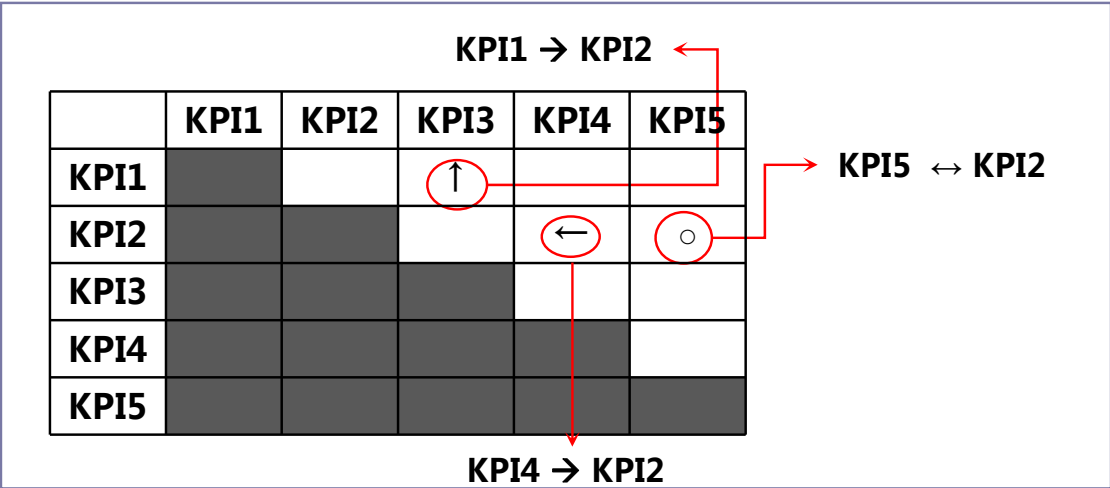 KPI1 → KPI2
KPI1 KPI2 KPI3 KPI4 KPI5
KPI1 ↑
KPI5 ↔ KPI2
KPI2 ← ○
KPI3
KPI4
KPI5
KPI4 → KPI2